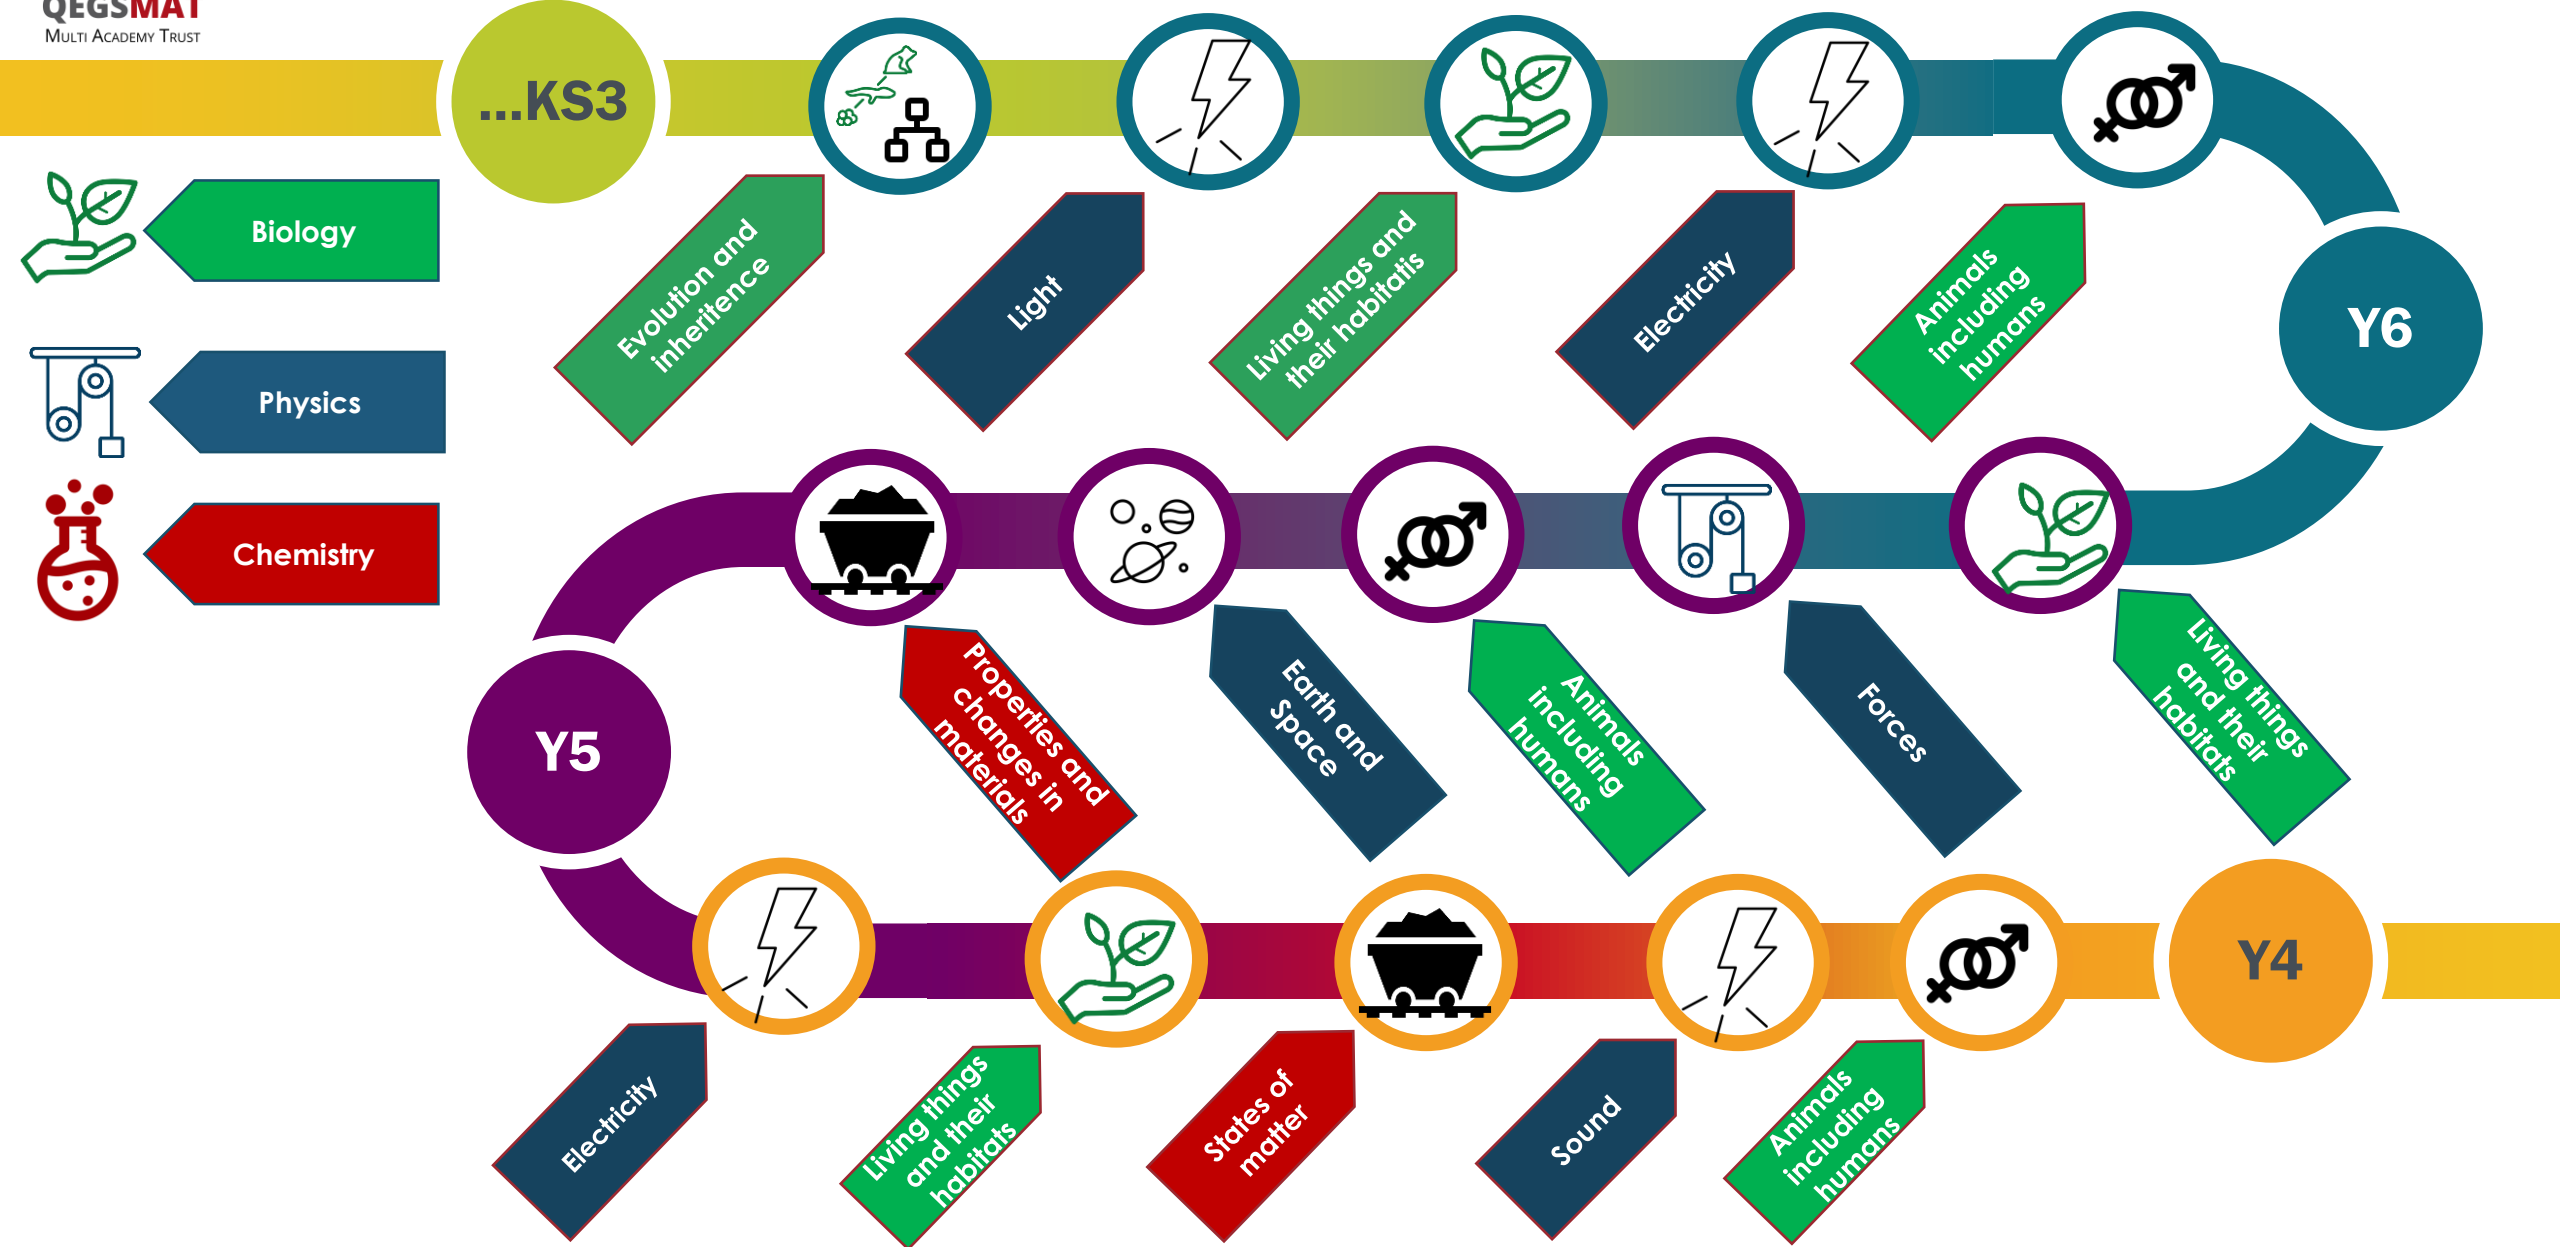 QEGSMAT
MULTI ACADEMY TRUST
...KS3
Biology
Physics
Chemistry
Evolution and
inheritence
Light
Living things and
their habitatis
Electricity
Animals
including
humans
Y6
Properties and
changes in
materials
Earth and
Space
Animals
including
humans
Forces
Living things
and their
habitats
Y5
Y4
Electricity
Living things
and their
habitats
States of
matter
Sound
Animals
including
humans